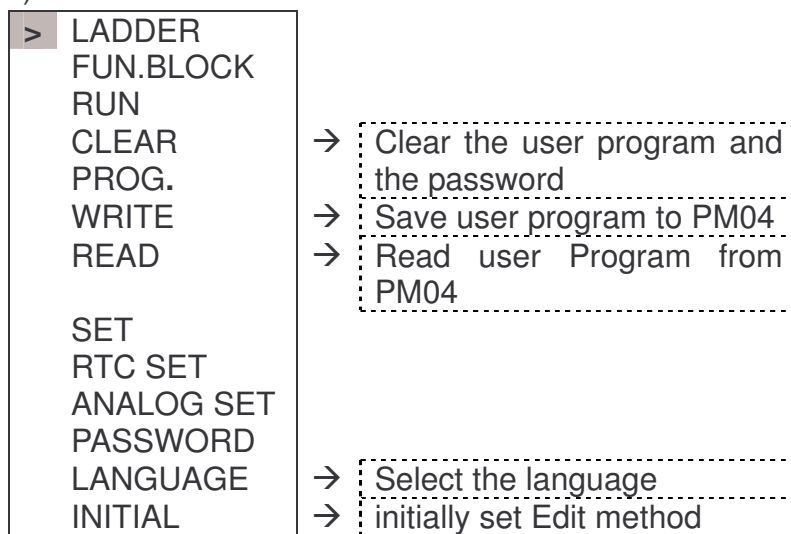 > LADDER
FUN.BLOCK
RUN
CLEAR → Clear the user program and
PROG. the password
WRITE → Save user program to PM04
READ → Read user Program from
PM04
SET
RTC SET
ANALOG SET
PASSWORD
LANGUAGE → Select the language
INITIAL → initially set Edit method